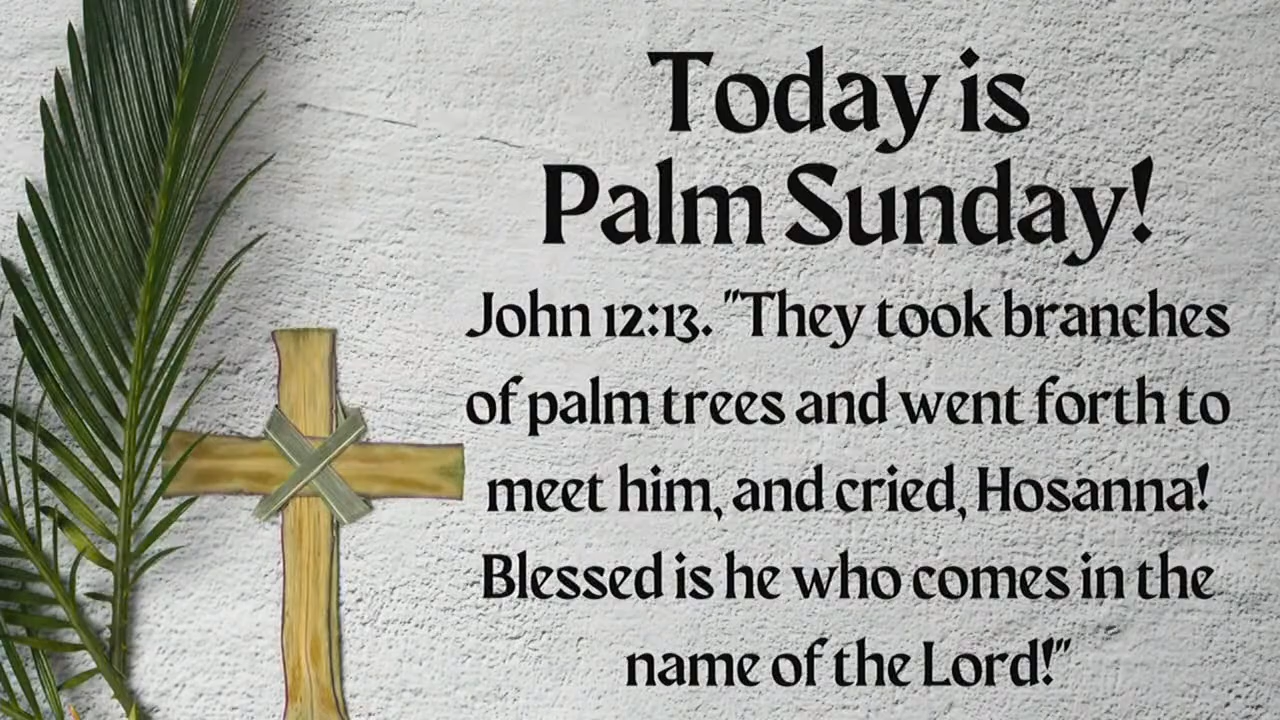 Today is
Palm Sunday!
John 12:13. "They took branches
of palm trees and went forth to
meet him, and cried, Hosanna!
Blessed is he who comes in the
name of the Lord!"